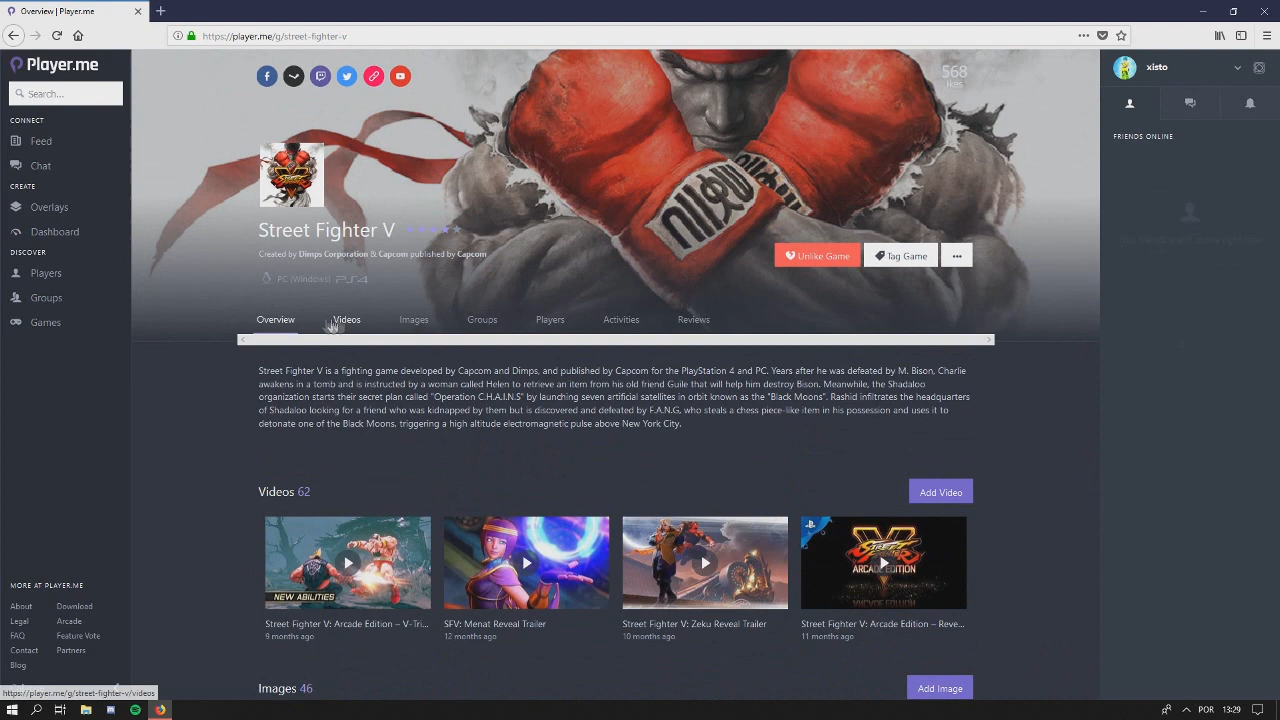 Overview | Player.me
https://player.me/g/street-fighter-v
Player.me
Search...
CONNECT
Feed
Chat
CREATE
Overlays
Dashboard
DISCOVER
Players
Groups
Games
MORE AT PLAYER.ME
About
Download
Legal
Arcade
FAQ
Feature Vote
Contact
Partners
Blog
https://player.me/g/street-fighter-v/videos
568
likes
Street Fighter V
Created by Dimps Corporation & Capcom published by Capcom
PC (Windows) PS4
Unlike Game
Tag Game
Overview
Videos
Images
Groups
Players
Activities
Reviews
Street Fighter V is a fighting game developed by Capcom and Dimps, and published by Capcom for the PlayStation 4 and PC. Years after he was defeated by M. Bison, Charlie
awakens in a tomb and is instructed by a woman called Helen to retrieve an item from his old friend Guile that will help him destroy Bison. Meanwhile, the Shadaloo
organization starts their secret plan called "Operation C.H.A.I.N.S" by launching seven artificial satellites in orbit known as the "Black Moons". Rashid infiltrates the headquarters
of Shadaloo looking for a friend who was kidnapped by them but is discovered and defeated by F.A.N.G, who steals a chess piece-like item in his possession and uses it to
detonate one of the Black Moons, triggering a high altitude electromagnetic pulse above New York City.
Videos 62
Add Video
NEW ABILITIES
STREET FIGHTER V
ARCADE EDITION
Street Fighter V: Arcade Edition – V-Tri...
9 months ago
SFV: Menat Reveal Trailer
12 months ago
Street Fighter V: Zeku Reveal Trailer
10 months ago
Street Fighter V: Arcade Edition – Reve...
11 months ago
Images 46
Add Image
xisto
FRIENDS ONLINE
POR
13:29